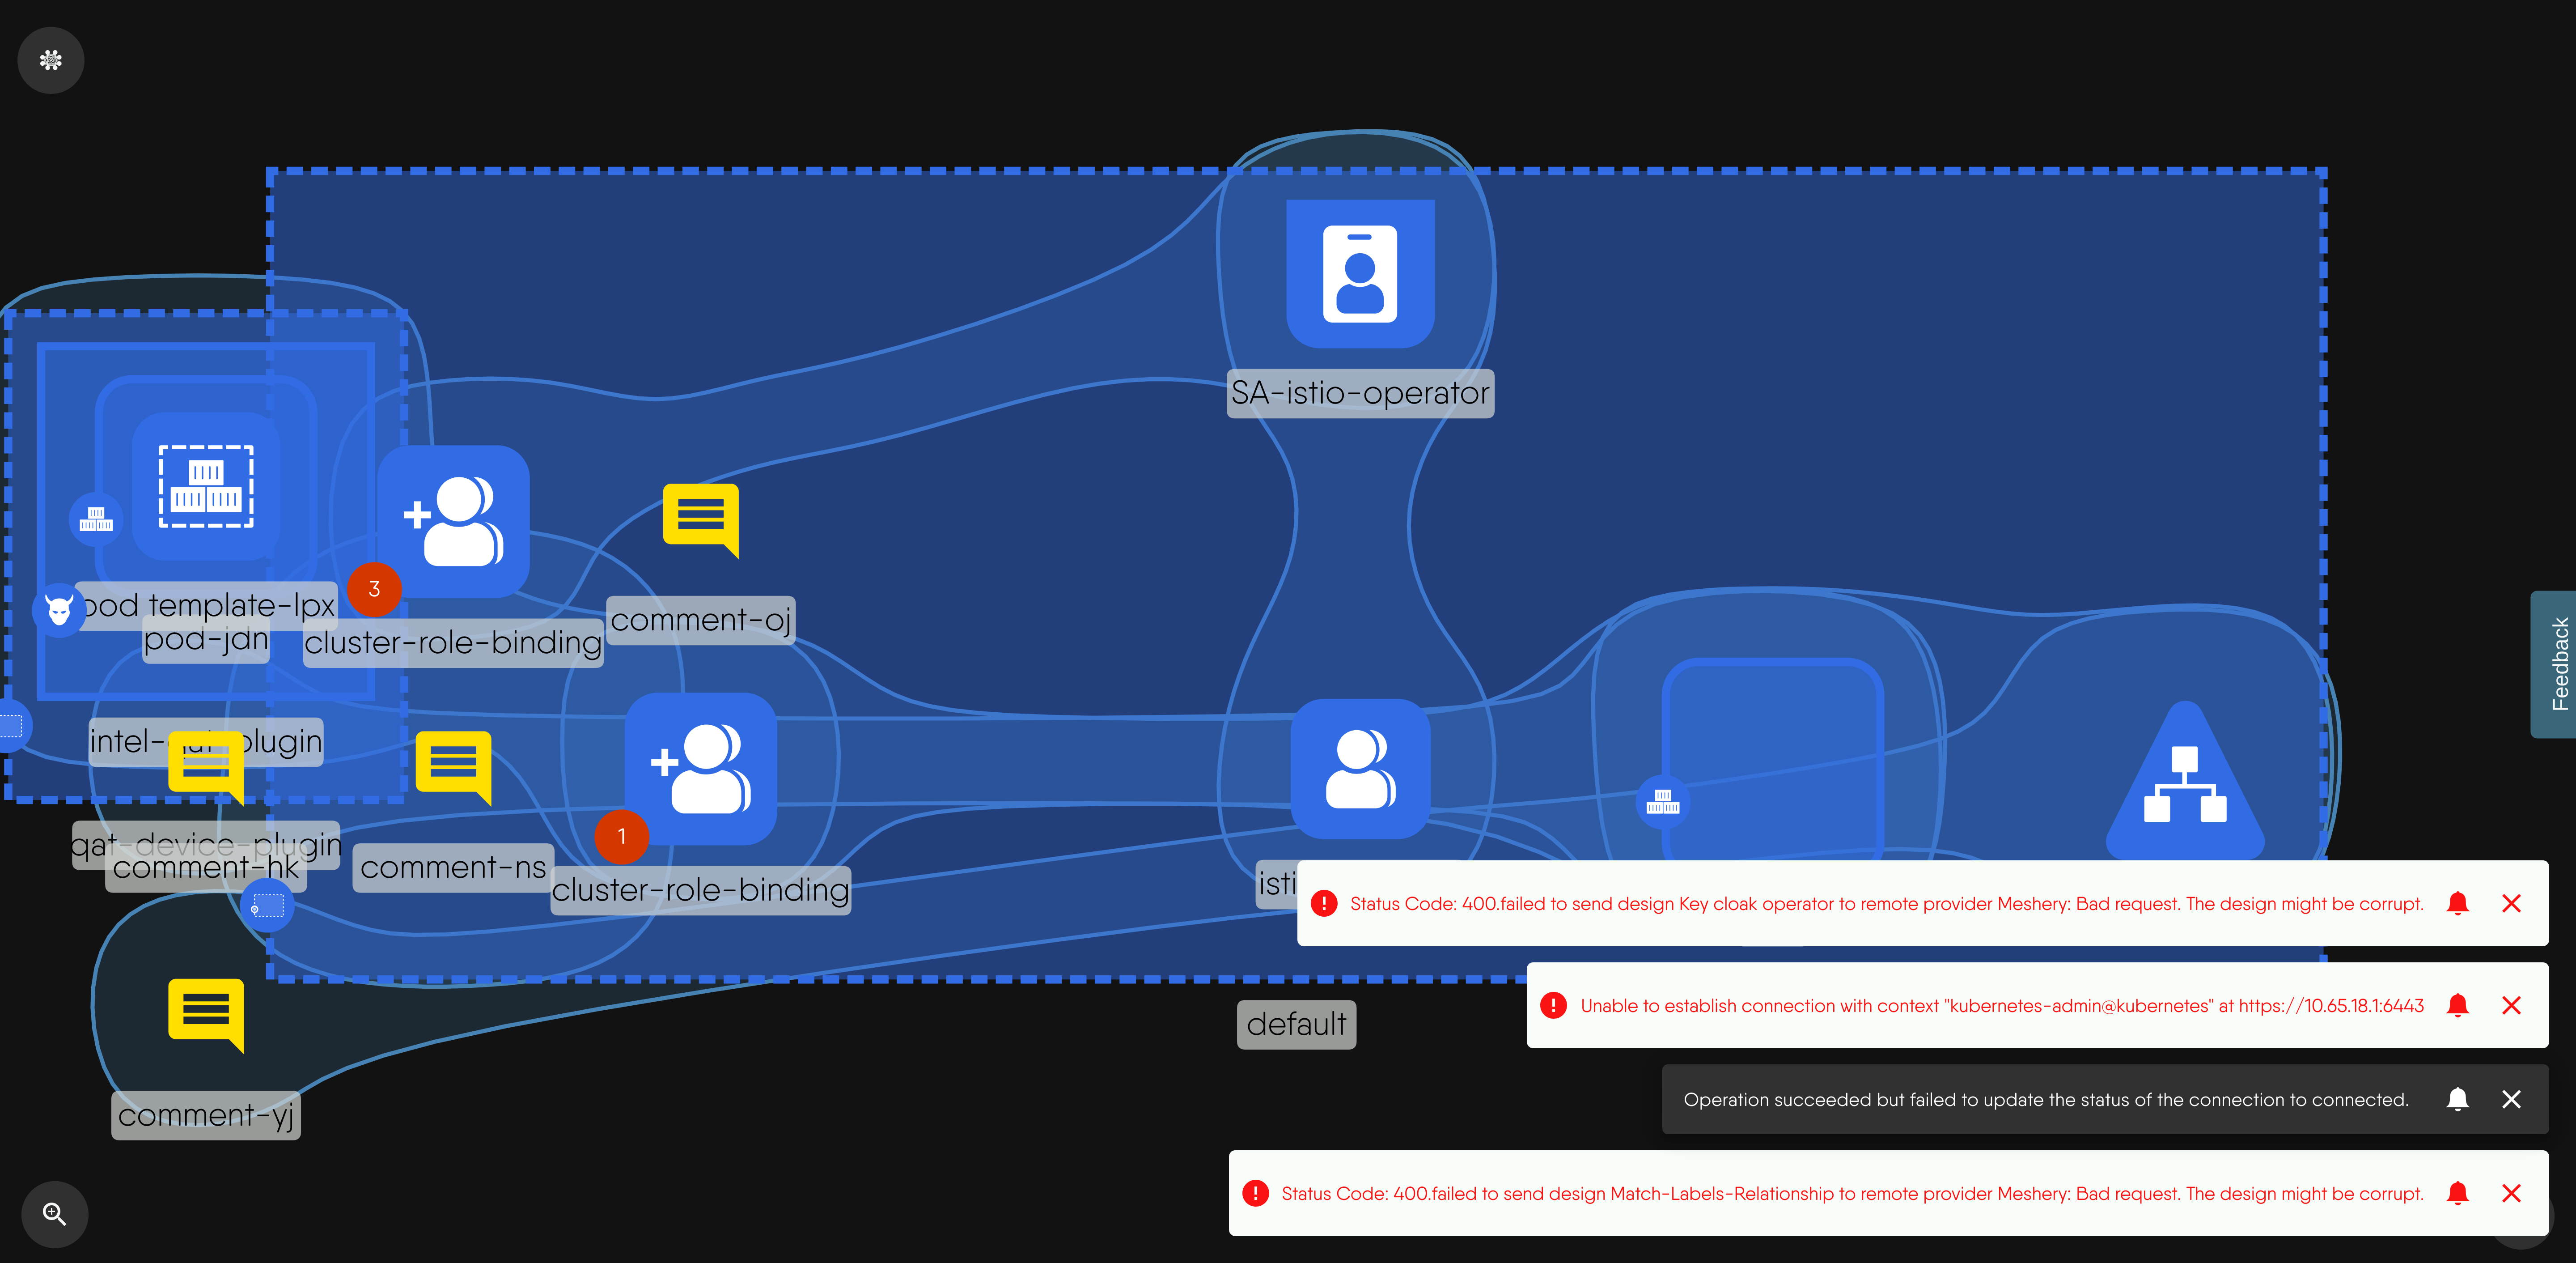 SA-istio-operator
pod template-lpx
pod-jdn
3
cluster-role-binding
comment-oj
intel- plugin
qat-device-plugin
comment-hk
comment-ns
1
cluster-role-binding
isti
Feedback
Status Code: 400.failed to send design Key cloak operator to remote provider Meshery: Bad request. The design might be corrupt.
Unable to establish connection with context "kubernetes-admin@kubernetes" at https://10.65.18.1:6443
default
Operation succeeded but failed to update the status of the connection to connected.
comment-yj
Status Code: 400.failed to send design Match-Labels-Relationship to remote provider Meshery: Bad request. The design might be corrupt.